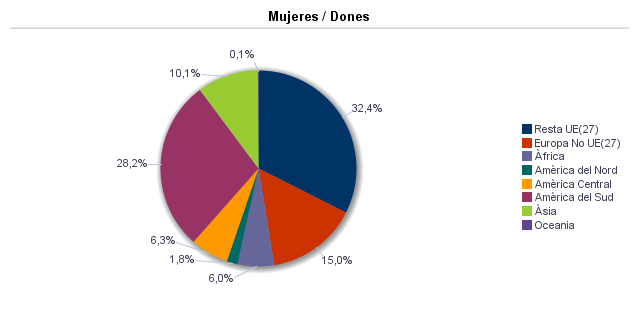 Mujeres / Dones
0,1%
10,1%
32,4%
28,2%
6,3%
1,8%
6,0%
15,0%
Resta UE(27)
Europa No UE(27)
Àfrica
Amèrica del Nord
Amèrica Central
Amèrica del Sud
Àsia
Oceania